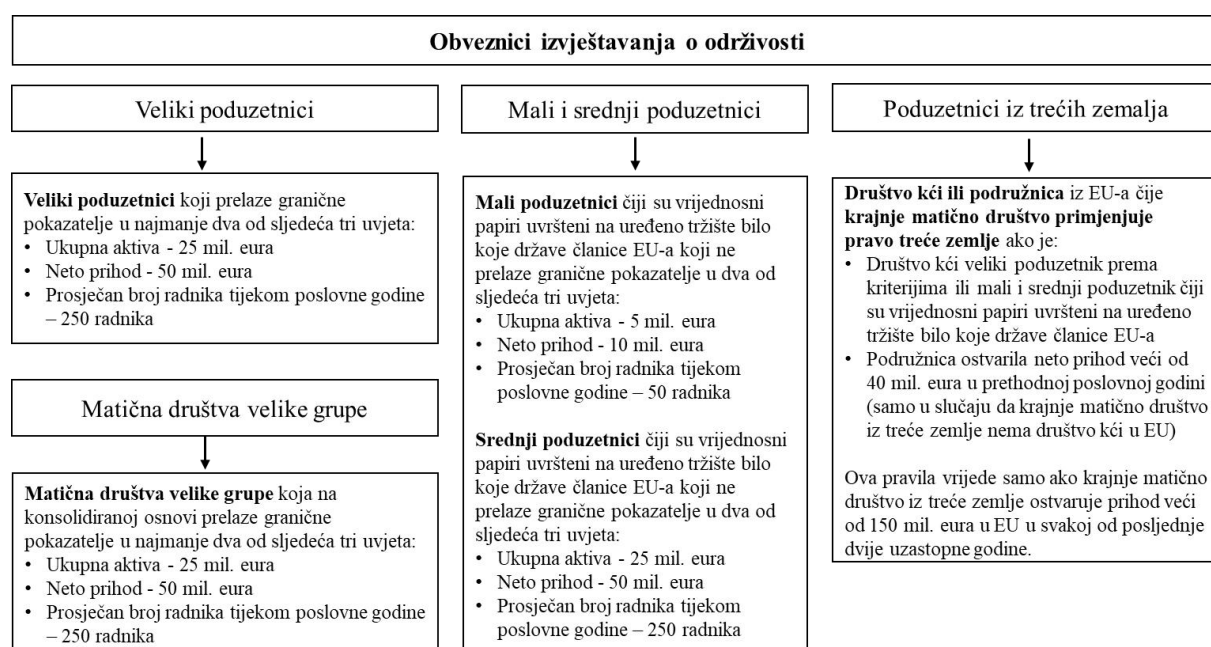 Obveznici izvještavanja o održivosti
Veliki poduzetnici
Veliki poduzetnici koji prelaze granične
pokazatelje u najmanje dva od sljedeća tri uvjeta:
• Ukupna aktiva - 25 mil. eura
• Neto prihod - 50 mil. eura
• Prosječan broj radnika tijekom poslovne godine
– 250 radnika
Matična društva velike grupe
Matična društva velike grupe koja na
konsolidiranoj osnovi prelaze granične
pokazatelje u najmanje dva od sljedeća tri uvjeta:
• Ukupna aktiva - 25 mil. eura
• Neto prihod - 50 mil. eura
• Prosječan broj radnika tijekom poslovne godine
– 250 radnika
Mali i srednji poduzetnici
Mali poduzetnici čiji su vrijednosni
papiri uvršteni na uređeno tržište bilo
koje države članice EU-a koji ne
prelaze granične pokazatelje u dva od
sljedeća tri uvjeta:
• Ukupna aktiva - 5 mil. eura
• Neto prihod - 10 mil. eura
• Prosječan broj radnika tijekom
poslovne godine – 50 radnika
Srednji poduzetnici čiji su vrijednosni
papiri uvršteni na uređeno tržište bilo
koje države članice EU-a koji ne
prelaze granične pokazatelje u dva od
sljedeća tri uvjeta:
• Ukupna aktiva - 25 mil. eura
• Neto prihod - 50 mil. eura
• Prosječan broj radnika tijekom
poslovne godine – 250 radnika
Poduzetnici iz trećih zemalja
Društvo kći ili podružnica iz EU-a čije
krajnje matično društvo primjenjuje
pravo treće zemlje ako je:
• Društvo kći veliki poduzetnik prema
kriterijima ili mali i srednji poduzetnik čiji
su vrijednosni papiri uvršteni na uređeno
tržište bilo koje države članice EU-a
• Podružnica ostvarila neto prihod veći od
40 mil. eura u prethodnoj poslovnoj godini
(samo u slučaju da krajnje matično društvo
iz treće zemlje nema društvo kći u EU)
Ova pravila vrijede samo ako krajnje matično
društvo iz treće zemlje ostvaruje prihod veći
od 150 mil. eura u EU u svakoj od posljednje
dvije uzastopne godine.